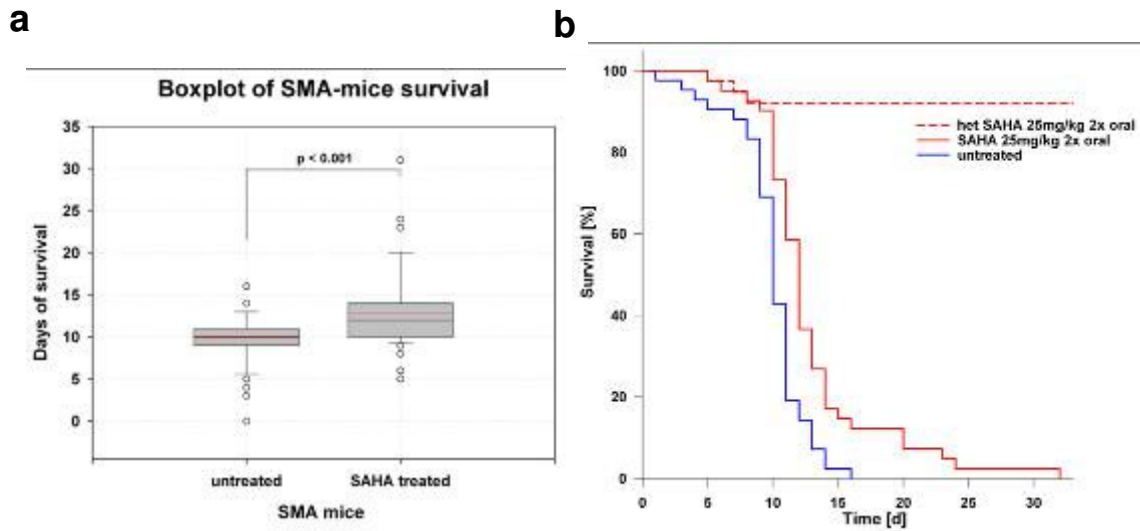 a
Boxplot of SMA-mice survival
35
30
25
20
15
10
5
0
p < 0.001
Days of survival
untreated
SAHA treated
SMA mice
b
100
80
60
40
20
0
Survival [%]
het SAHA 25mg/kg 2x oral
SAHA 25mg/kg 2x oral
untreated
0 5 10 15 20 25 30
Time [d]